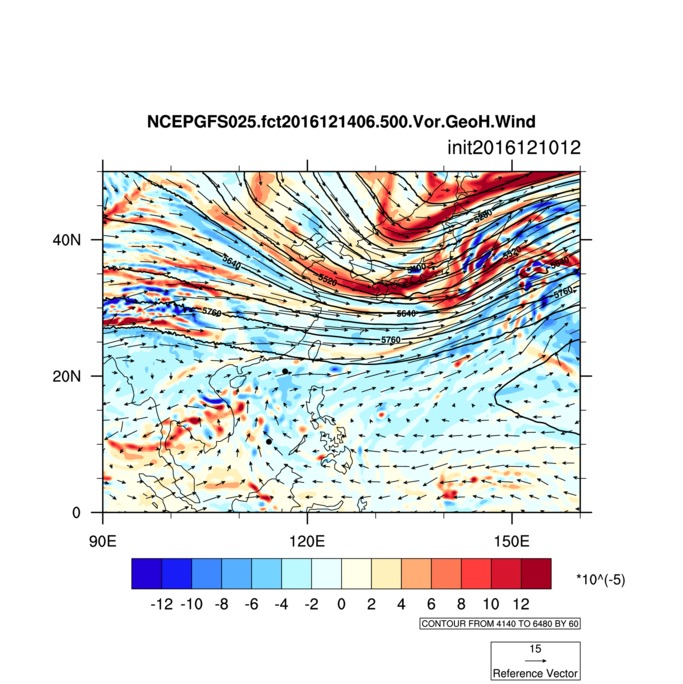 NCEPGFS025.fct2016121406.500.Vor.GeoH.Wind
init2016121012
5280
5640
5520
5640
5760
5640
5760
5760
40N
20N
0
90E 120E 150E
-12 -10 -8 -6 -4 -2 0 2 4 6 8 10 12
*10^(-5)
CONTOUR FROM 4140 TO 6480 BY 60
15
Reference Vector